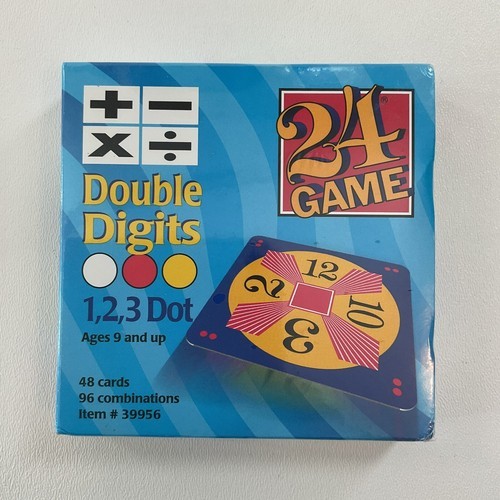 + −
× ÷
24®
GAME
Double
Digits
1,2,3 Dot
Ages 9 and up
12
2
10
3
48 cards
96 combinations
Item # 39956